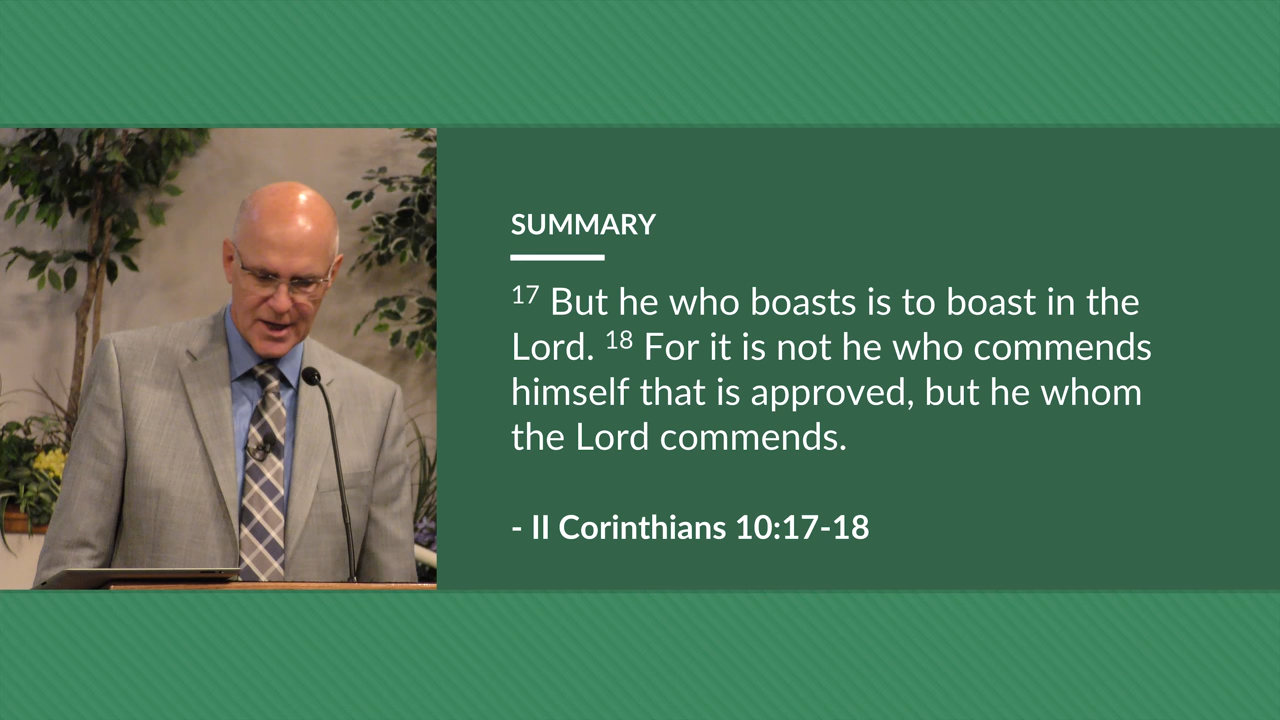 SUMMARY
17 But he who boasts is to boast in the
Lord. 18 For it is not he who commends
himself that is approved, but he whom
the Lord commends.
- II Corinthians 10:17-18